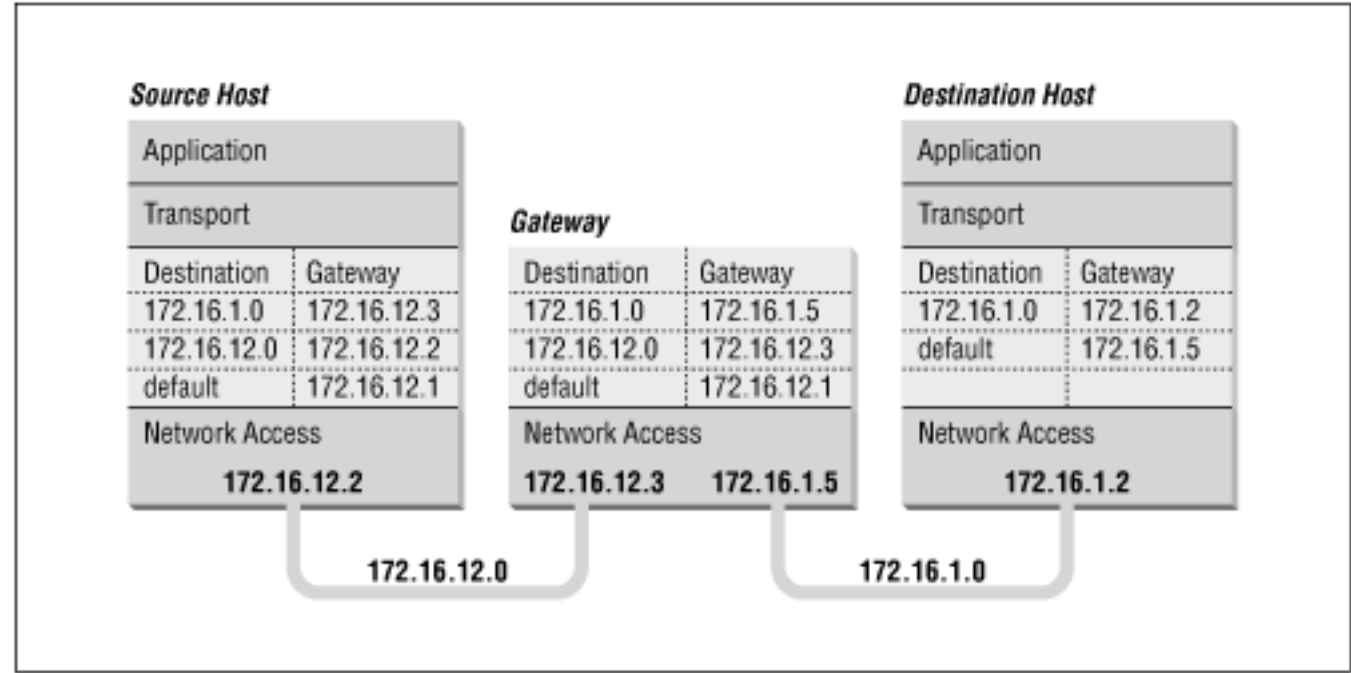 Source Host
Application
Transport
Destination Gateway
172.16.1.0 172.16.12.3
172.16.12.0 172.16.12.2
default 172.16.12.1
Network Access
172.16.12.2
Gateway
Destination Gateway
172.16.1.0 172.16.1.5
172.16.12.0 172.16.12.3
default 172.16.12.1
Network Access
172.16.12.3 172.16.1.5
Destination Host
Application
Transport
Destination Gateway
172.16.1.0 172.16.1.2
default 172.16.1.5
Network Access
172.16.1.2
172.16.12.0
172.16.1.0